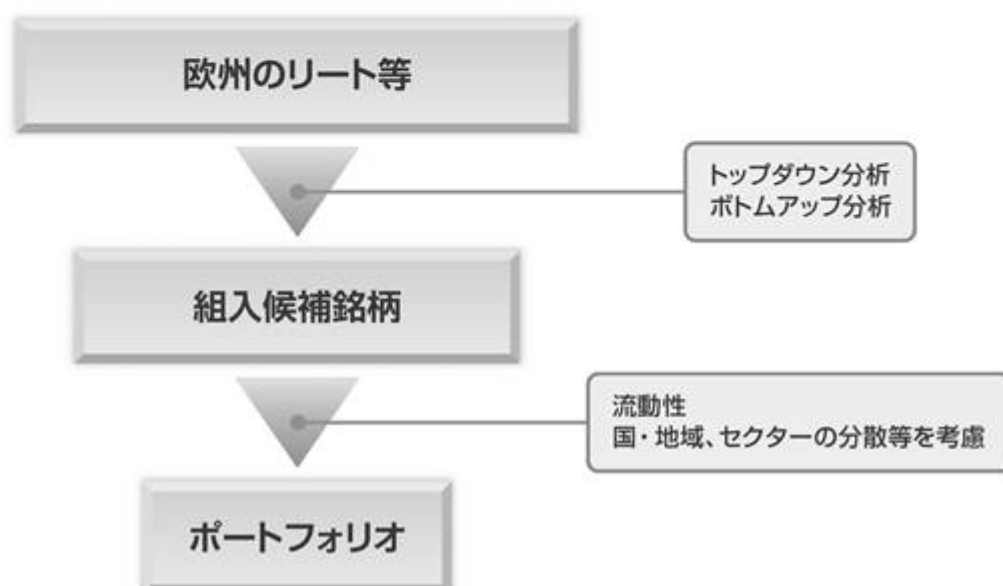 欧州のリート等
トップダウン分析
ボトムアップ分析
組入候補銘柄
流動性
国・地域、セクターの分散等を考慮
ポートフォリオ